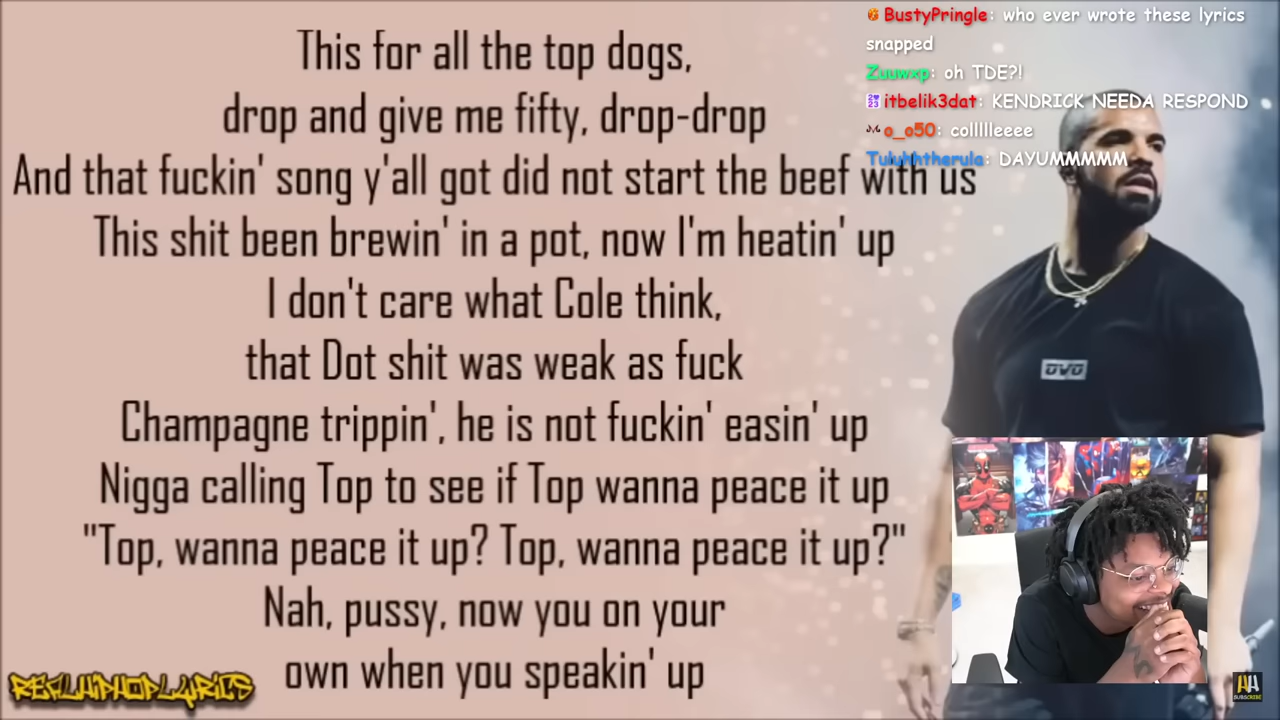 This for all the top dogs,
drop and give me fifty, drop-drop
And that fuckin' song y'all got did not start the beef with us
This shit been brewin' in a pot, now I'm heatin' up
I don't care what Cole think,
that Dot shit was weak as fuck
Champagne trippin', he is not fuckin' easin' up
Nigga calling Top to see if Top wanna peace it up
"Top, wanna peace it up? Top, wanna peace it up?"
Nah, pussy, now you on your
own when you speakin' up
BustyPringle: who ever wrote these lyrics
snapped
Zuuwxp: oh TDE?!
itbelik3dat: KENDRICK NEEDA RESPOND
o_o50: colllleeee
DAYUMMMMM
OVO
REALHIPHOPLYRICS
SUBSCRIBE